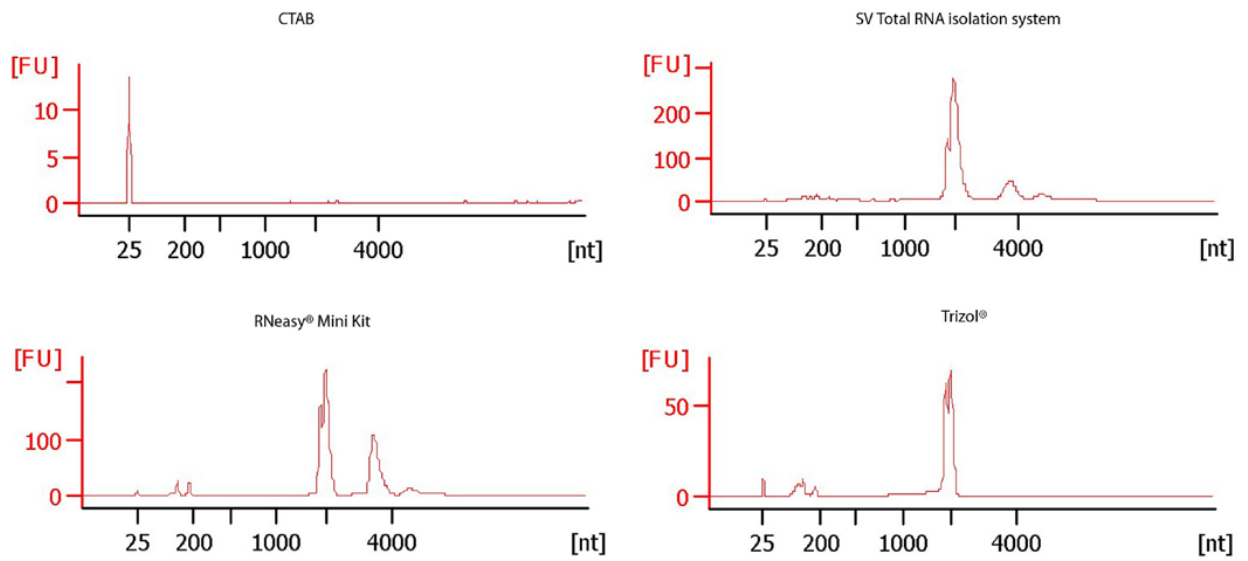 CTAB
[FU]
10
5
0
25 200 1000 4000 [nt]
SV Total RNA isolation system
[FU]
200
100
0
25 200 1000 4000 [nt]
RNeasy® Mini Kit
[FU]
100
0
25 200 1000 4000 [nt]
Trizol®
[FU]
50
0
25 200 1000 4000 [nt]